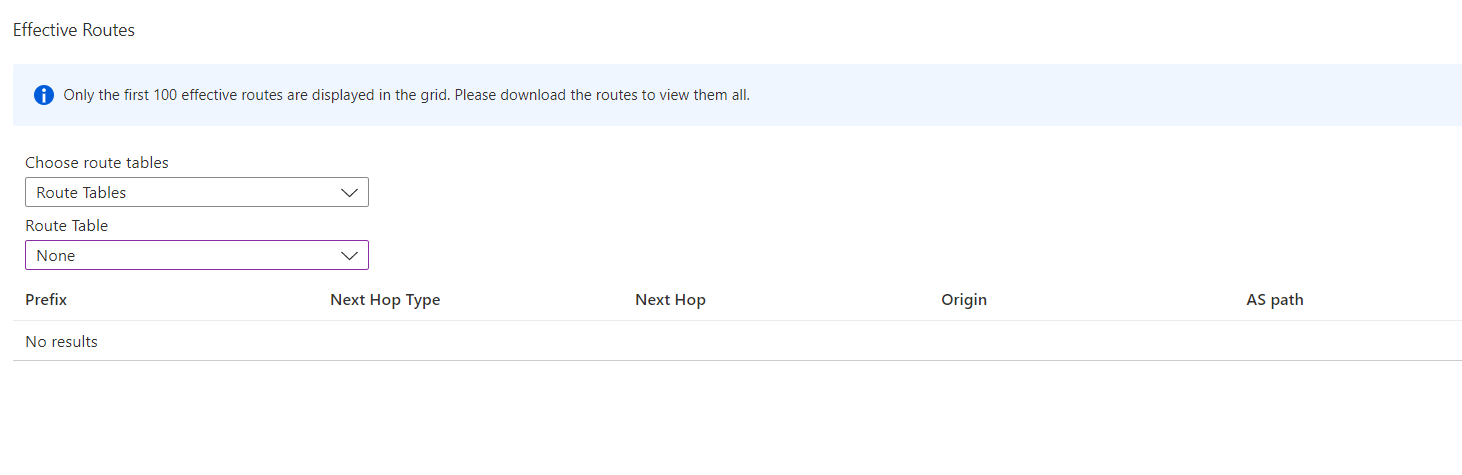 Effective Routes
Only the first 100 effective routes are displayed in the grid. Please download the routes to view them all.
Choose route tables
Route Tables
Route Table
None
Prefix Next Hop Type Next Hop Origin AS path
No results